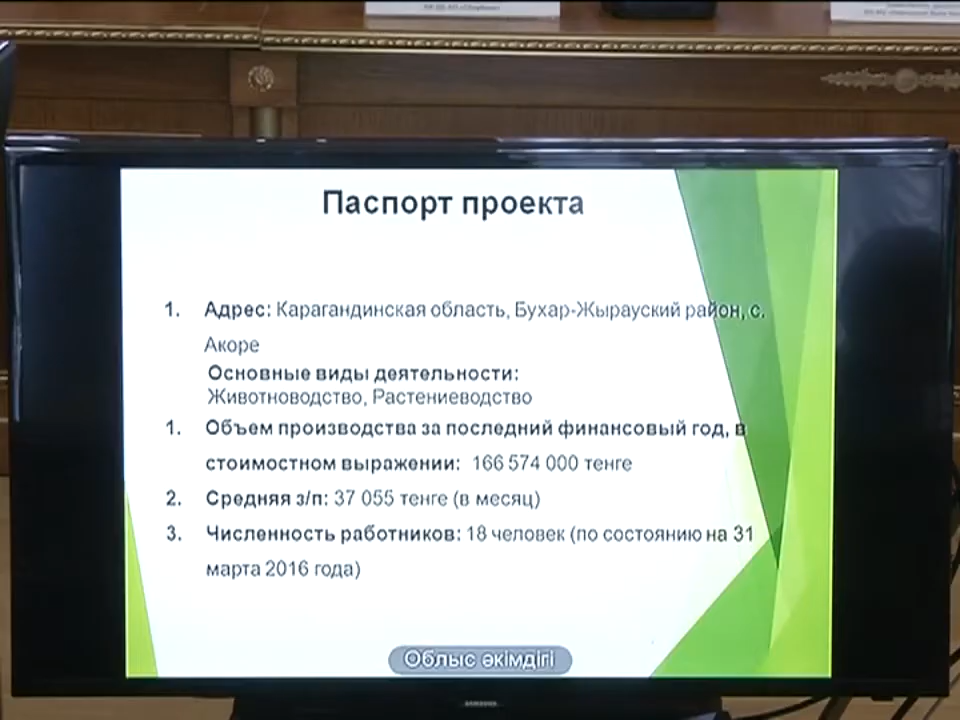 Паспорт проекта
1. Адрес: Карагандинская область, Бухар-Жырауский район, с.
Акоре
Основные виды деятельности:
Животноводство, Растениеводство
1. Объем производства за последний финансовый год, в
стоимостном выражении: 166 574 000 тенге
2. Средняя з/п: 37 055 тенге (в месяц)
3. Численность работников: 18 человек (по состоянию на 31
марта 2016 года)
Облыс әкімдігі
SAMSUNG